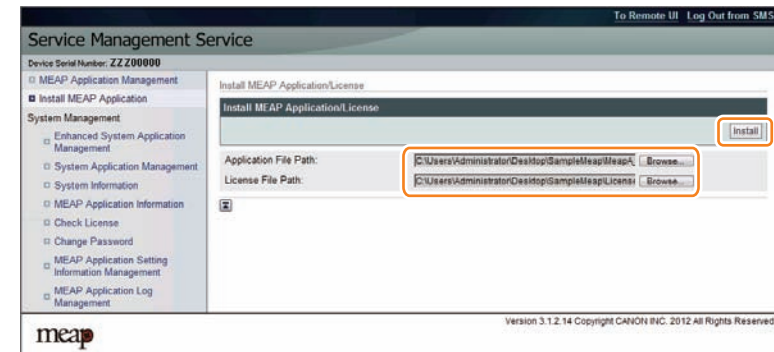 To Remote UI Log Out from SMS
Service Management Service
Device Serial Number: ZZZ00000
MEAP Application Management
Install MEAP Application
System Management
Enhanced System Application
Management
System Application Management
System Information
MEAP Application Information
Check License
Change Password
MEAP Application Setting
Information Management
MEAP Application Log
Management
Install MEAP Application/License
Install MEAP Application/License
Install
Application File Path: C:\Users\Administrator\Desktop\SampleMeap\MeapA Browse...
License File Path: C:\Users\Administrator\Desktop\SampleMeap\License Browse...
meap
Version 3.1.2.14 Copyright CANON INC. 2012 All Rights Reserved